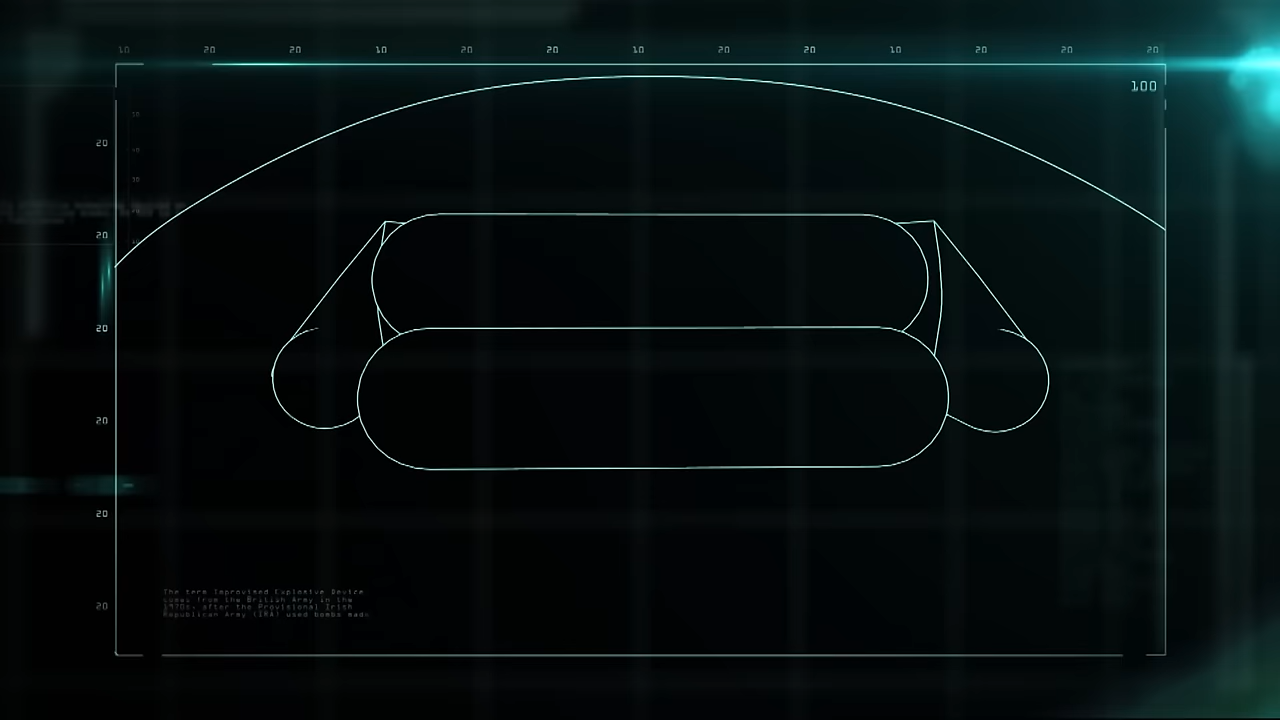 10 20 20 10 20 20 10 20 20 10 20 20 20
100
20
20
20
20
20
20
The term Improvised Explosive Device
comes from the British Army in the
1970s, after the Provisional Irish
Republican Army (IRA) used bombs made